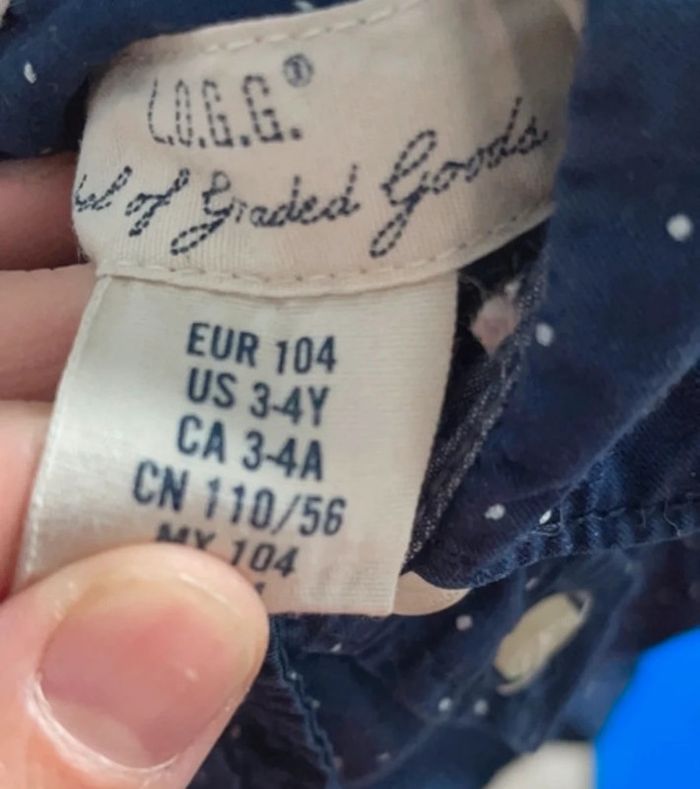 L.O.G.G.®
of Graded Goods
EUR 104
US 3-4Y
CA 3-4A
CN 110/56
MX 104